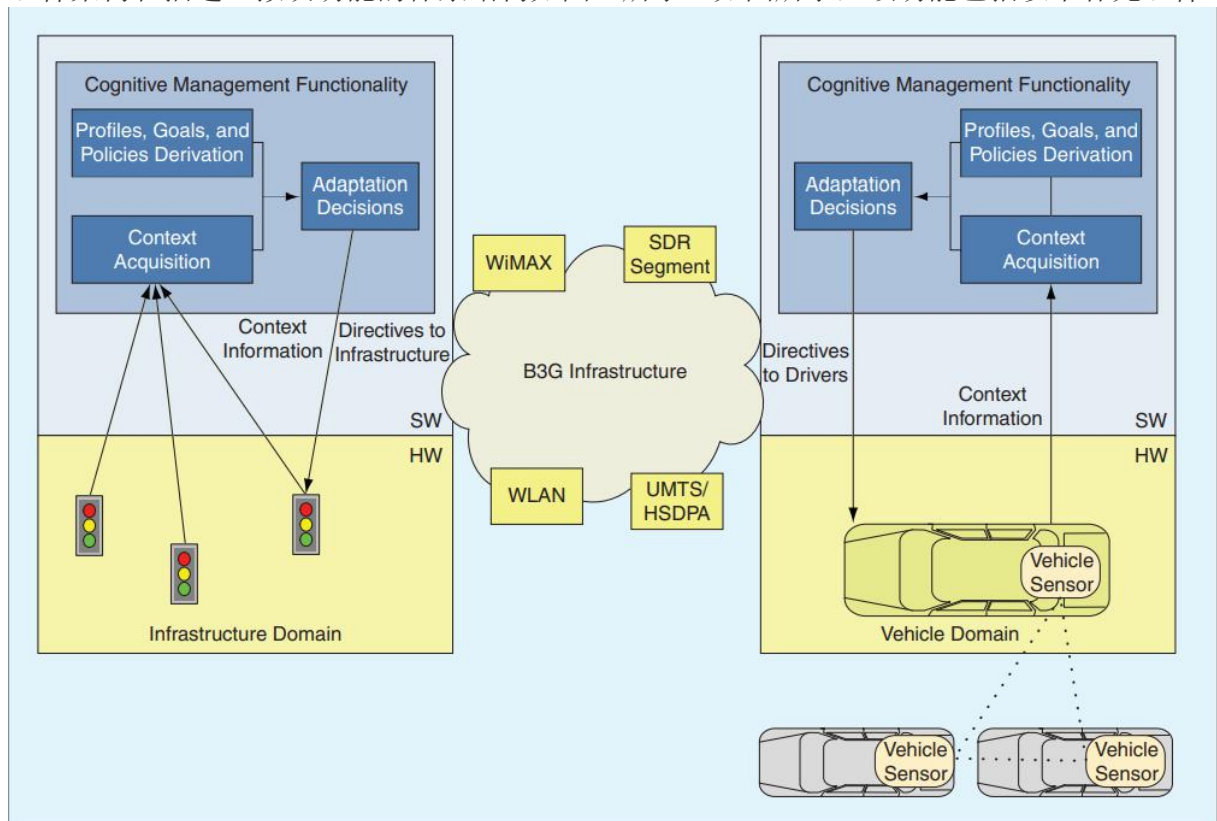 Cognitive Management Functionality
Profiles, Goals, and
Policies Derivation
Adaptation
Decisions
Context
Acquisition
Context
Information
Directives to
Infrastructure
SW
HW
Infrastructure Domain
WiMAX
SDR
Segment
B3G Infrastructure
WLAN
UMTS/
HSDPA
Cognitive Management Functionality
Profiles, Goals, and
Policies Derivation
Adaptation
Decisions
Context
Acquisition
Directives
to Drivers
Context
Information
SW
HW
Vehicle
Sensor
Vehicle Domain
Vehicle
Sensor
Vehicle
Sensor